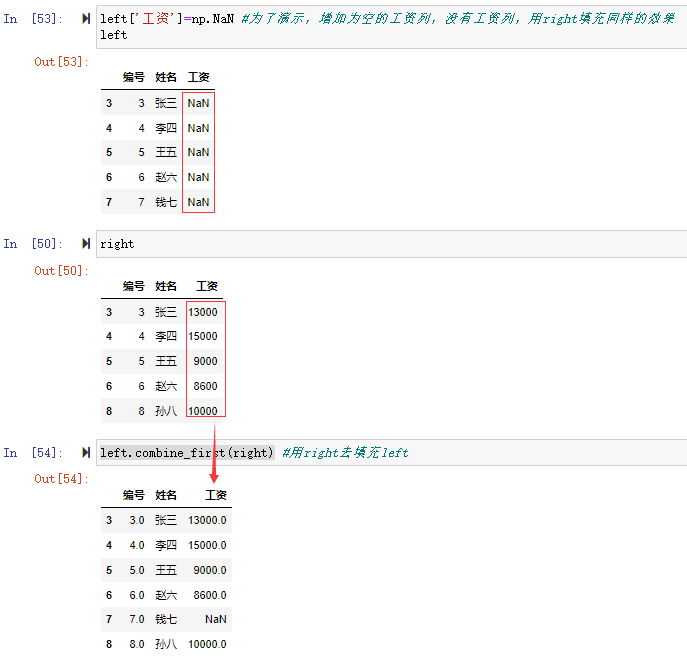 In [53]: left['工资']=np.NaN #为了演示，增加为空的工资列，没有工资列，用right填充同样的效果
left
Out[53]:
编号 姓名 工资
3 3 张三 NaN
4 4 李四 NaN
5 5 王五 NaN
6 6 赵六 NaN
7 7 钱七 NaN
In [50]: right
Out[50]:
编号 姓名 工资
3 3 张三 13000
4 4 李四 15000
5 5 王五 9000
6 6 赵六 8600
8 8 孙八 10000
In [54]: left.combine_first(right) #用right去填充left
Out[54]:
编号 姓名 工资
3 3.0 张三 13000.0
4 4.0 李四 15000.0
5 5.0 王五 9000.0
6 6.0 赵六 8600.0
7 7.0 钱七 NaN
8 8.0 孙八 10000.0